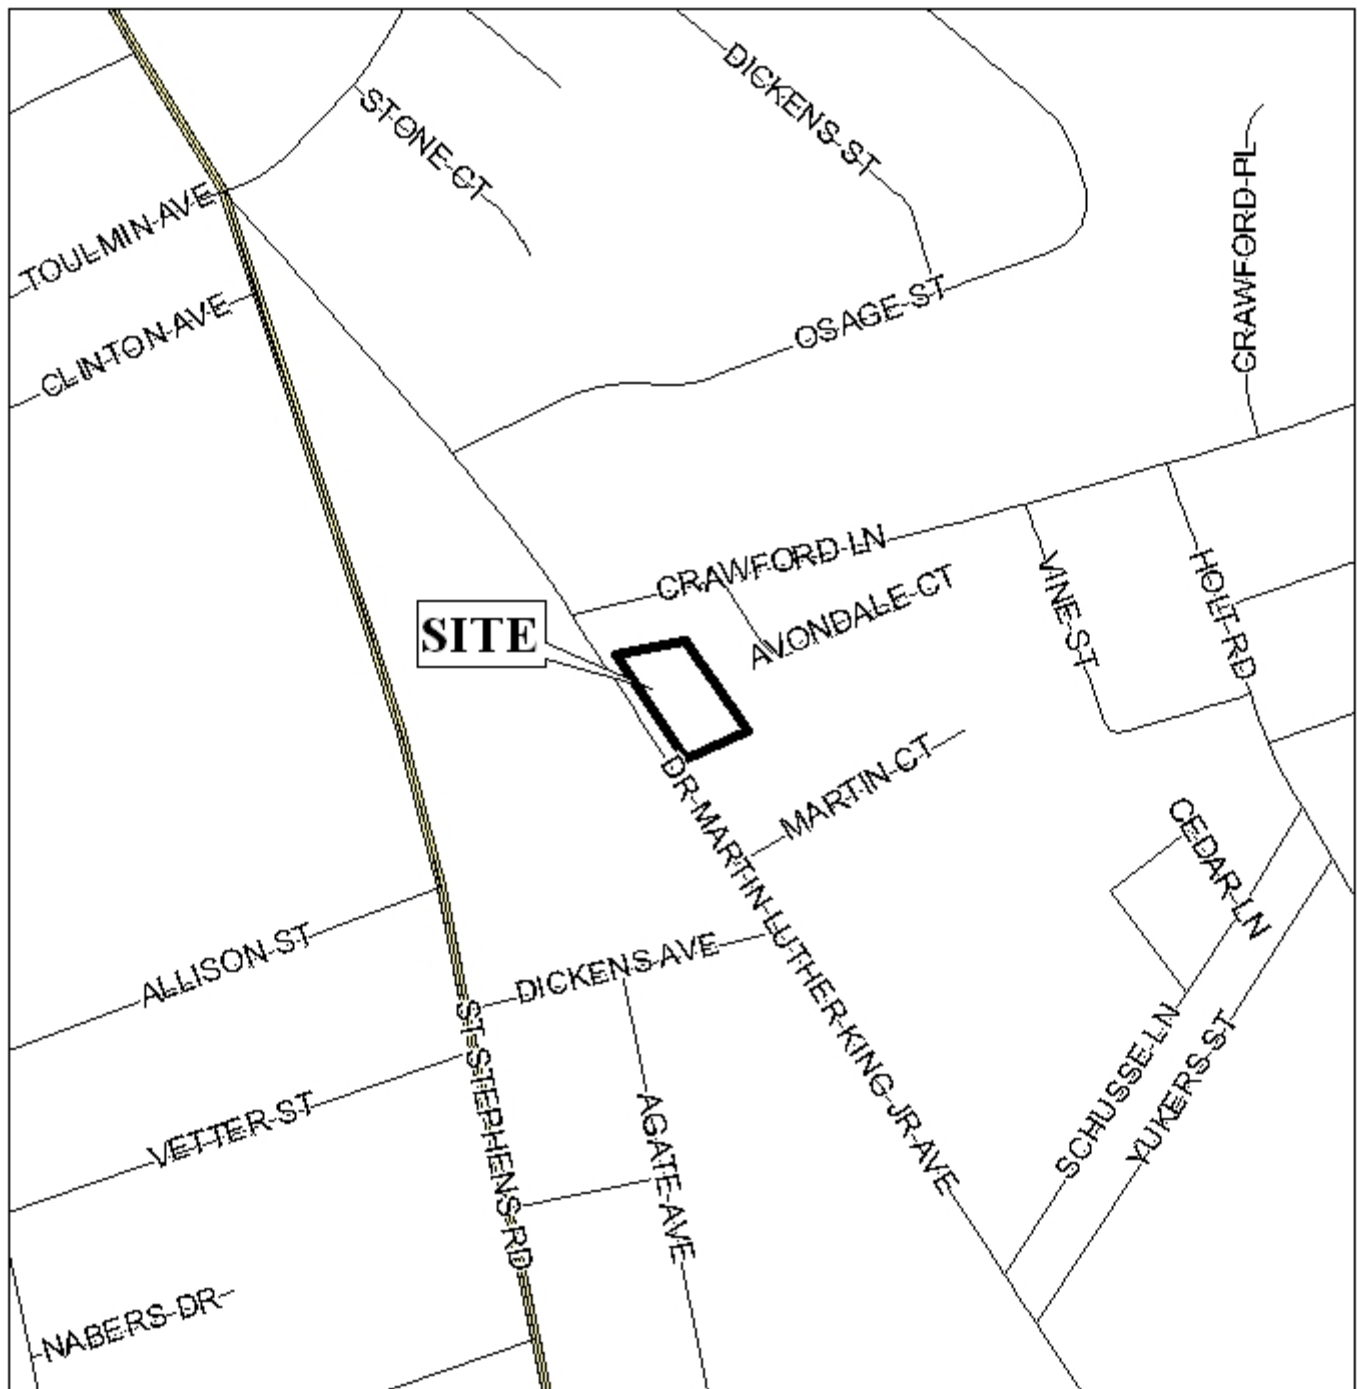 DICKENS ST
STONE CT
CRAWFORD PL
TOULMIN AVE
CLINTON AVE
OSAGE ST
CRAWFORD LN
AVONDALE CT
VINE ST
HOLT RD
SITE
MARTIN CT
DR MARTIN LUTHER KING JR AVE
CEDAR LN
ALLISON ST
DICKENS AVE
ST STEPHENS RD
SCHUSSE LN
YUKERS ST
VETTER ST
AGATE AVE
NABERS DR